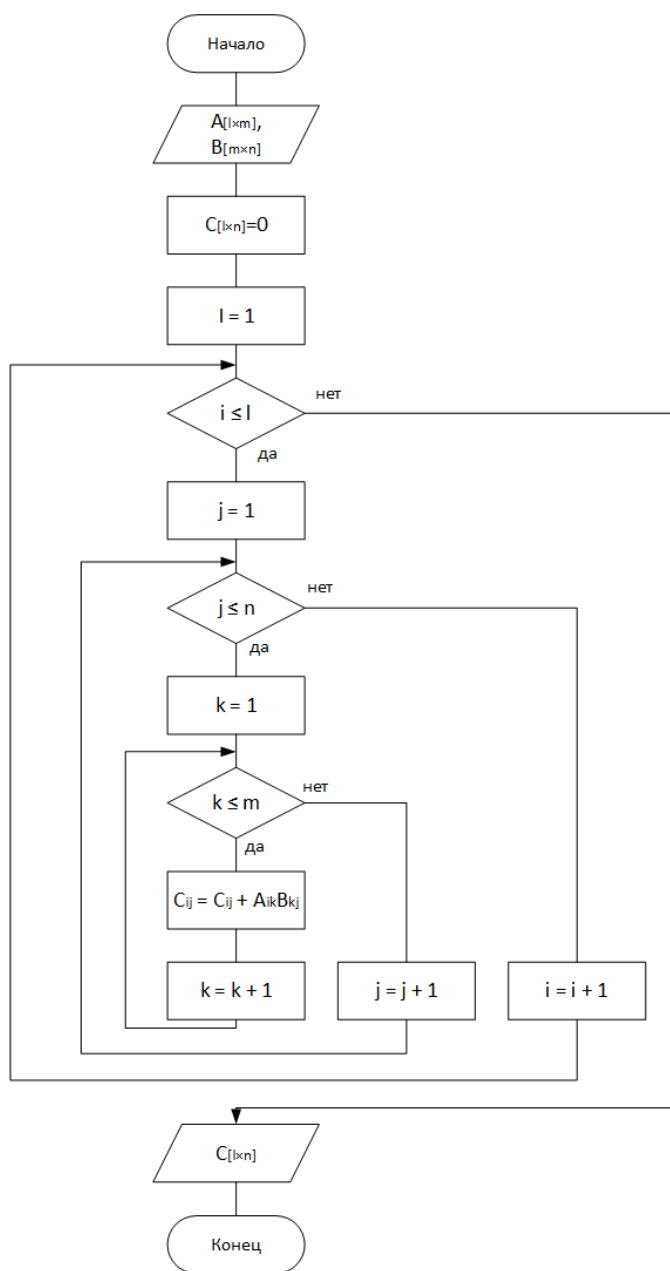 Начало
A[l×m],
B[m×n]
C[l×n]=0
I = 1
i ≤ l
нет
да
j = 1
j ≤ n
нет
да
k = 1
k ≤ m
нет
да
Cij = Cij + AikBkj
k = k + 1
j = j + 1
i = i + 1
C[l×n]
Конец